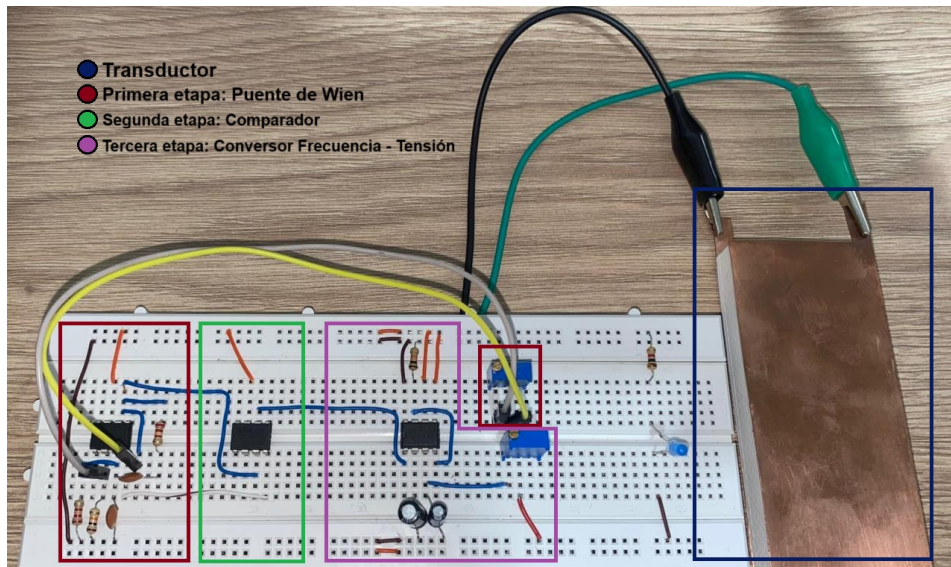 Transductor
Primera etapa: Puente de Wien
Segunda etapa: Comparador
Tercera etapa: Conversor Frecuencia - Tensión